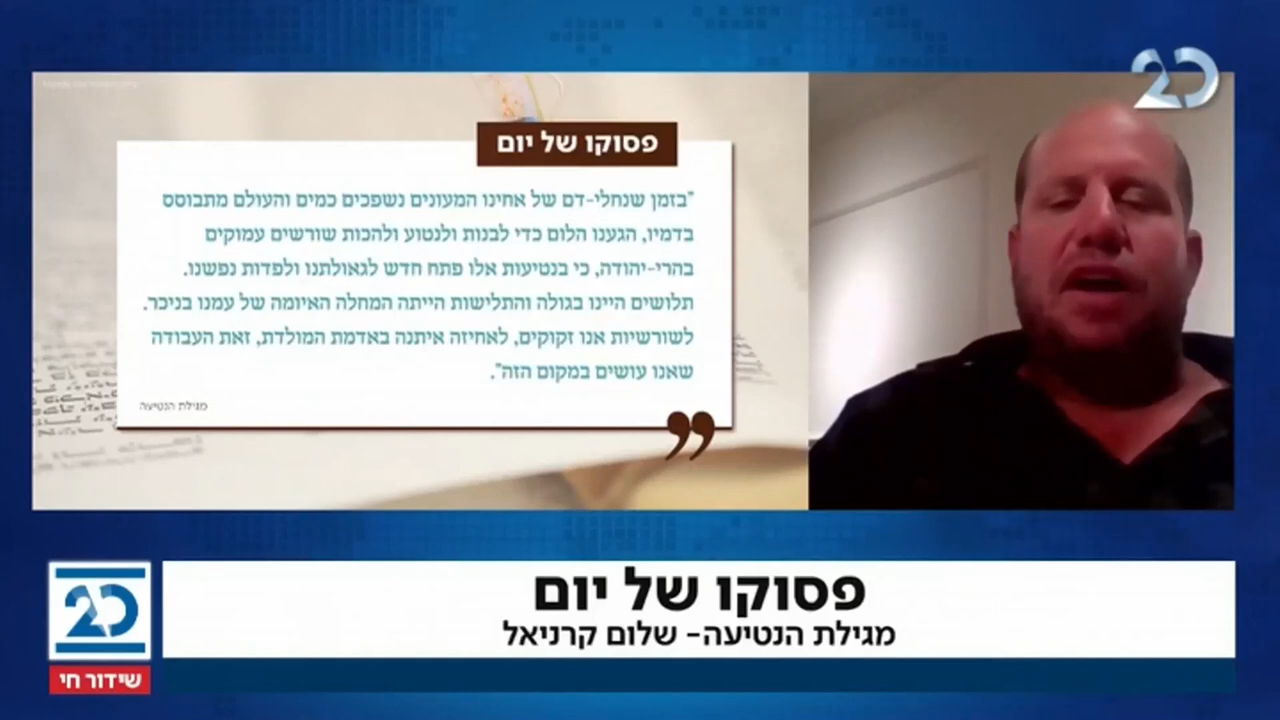 20
פסוקו של יום
"בזמן שנחלי-דם של אחינו המעונים נשפכים כמים והעולם מתבוסס
בדמיו, הגענו הלום כדי לבנות ולנטוע ולהכות שורשים עמוקים
בהרי-יהודה, כי בנטיעות אלו פתח חדש לגאולתנו ולפדות נפשנו.
תלושים היינו בגולה והתלישות הייתה המחלה האיומה של עמנו בניכר.
לשורשיות אנו זקוקים, לאחיזה איתנה באדמת המולדת, זאת העבודה
שאנו עושים במקום הזה".
מגילת הנטיעה
20
פסוקו של יום
מגילת הנטיעה- שלום קרניאל
שידור חי